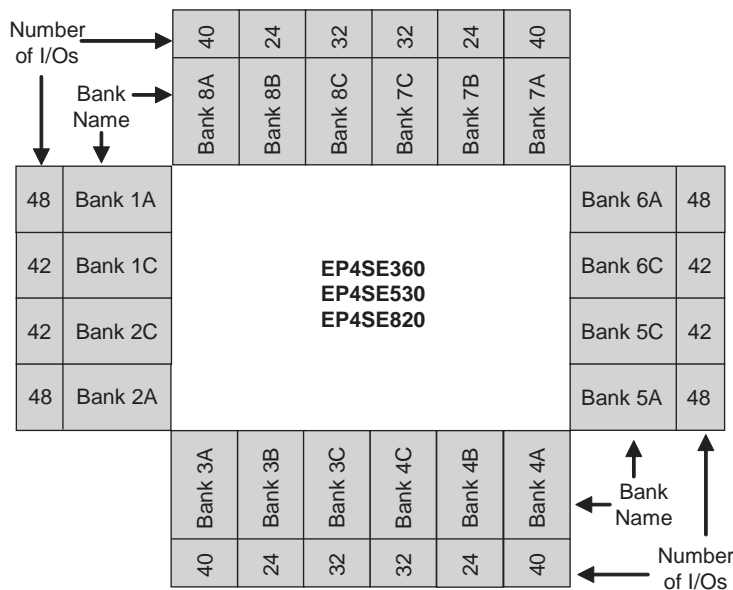 Number
of I/Os
40 24 32 32 24 40
Bank
Name
Bank 8A Bank 8B Bank 8C Bank 7C Bank 7B Bank 7A
48 Bank 1A
42 Bank 1C
42 Bank 2C
48 Bank 2A
EP4SE360
EP4SE530
EP4SE820
Bank 6A 48
Bank 6C 42
Bank 5C 42
Bank 5A 48
Bank 3A Bank 3B Bank 3C Bank 4C Bank 4B Bank 4A
40 24 32 32 24 40
Bank
Name
Number
of I/Os